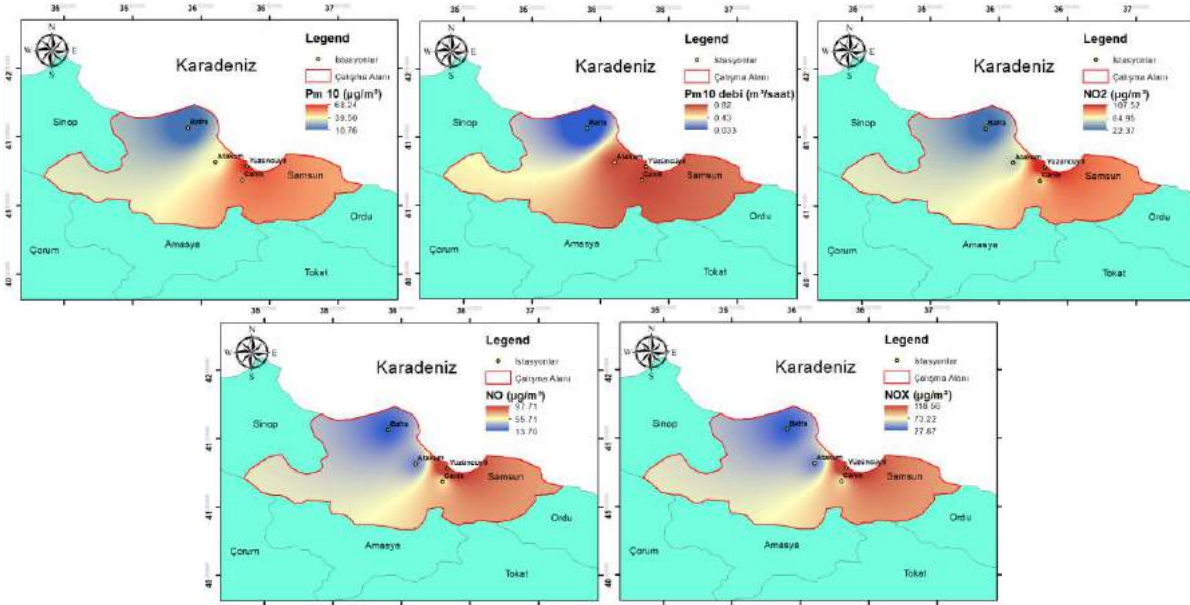 N
W E
S
Karadeniz
Legend
İstasyonlar
Çalışma Alanı
Pm 10 (µg/m³)
68.24
39.50
10.76
Sinop
Bafra
Atakum
Yüzüncüyıl
Canik
Samsun
Ordu
Amasya
Çorum
Tokat
N
W E
S
Karadeniz
Legend
İstasyonlar
Çalışma Alanı
Pm10 debi (m³/saat)
0.82
0.43
0.033
Sinop
Bafra
Atakum
Yüzüncüyıl
Canik
Samsun
Ordu
Amasya
Çorum
Tokat
N
W E
S
Karadeniz
Legend
İstasyonlar
Çalışma Alanı
NO2 (µg/m³)
107.52
64.95
22.37
Sinop
Bafra
Atakum
Yüzüncüyıl
Canik
Samsun
Ordu
Amasya
Çorum
Tokat
N
W E
S
Karadeniz
Legend
İstasyonlar
Çalışma Alanı
NO (µg/m³)
97.71
55.71
13.70
Sinop
Bafra
Atakum
Yüzüncüyıl
Canik
Samsun
Ordu
Amasya
Çorum
Tokat
N
W E
S
Karadeniz
Legend
İstasyonlar
Çalışma Alanı
NOX (µg/m³)
118.56
73.22
27.87
Sinop
Bafra
Atakum
Yüzüncüyıl
Canik
Samsun
Ordu
Amasya
Çorum
Tokat